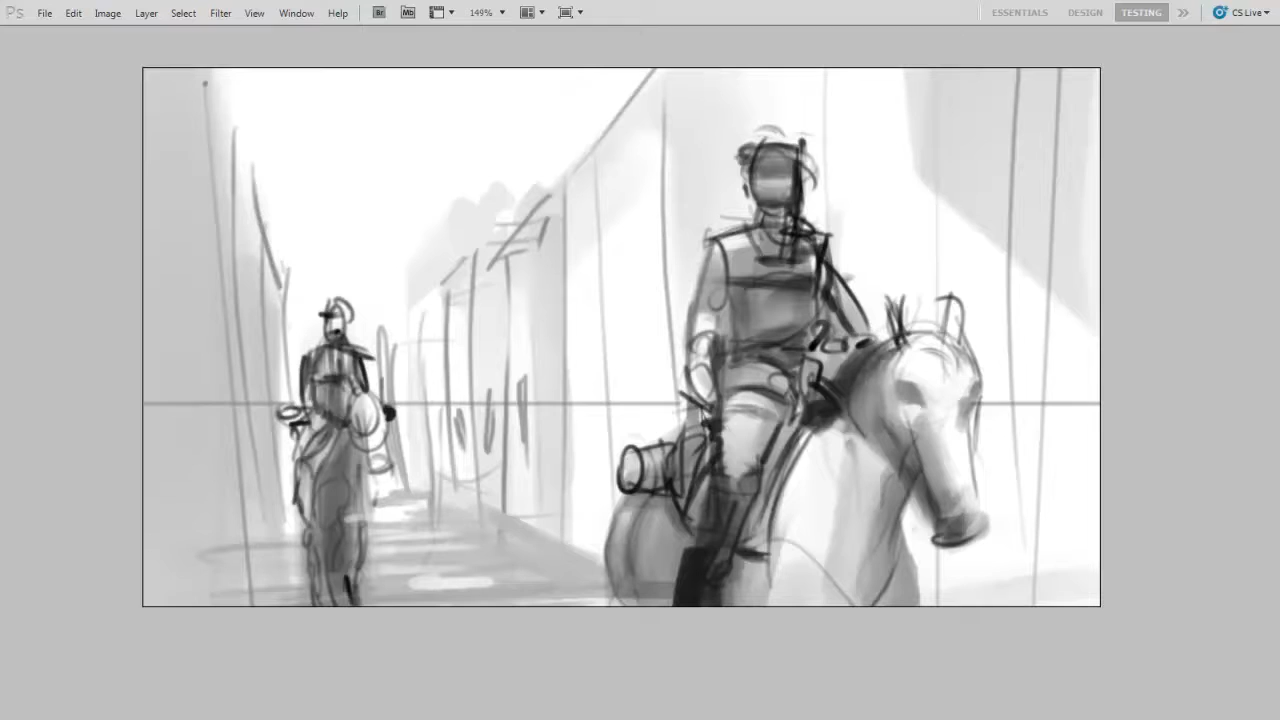 Ps File Edit Image Layer Select Filter View Window Help Br Mb 149% ESSENTIALS DESIGN TESTING CS Live